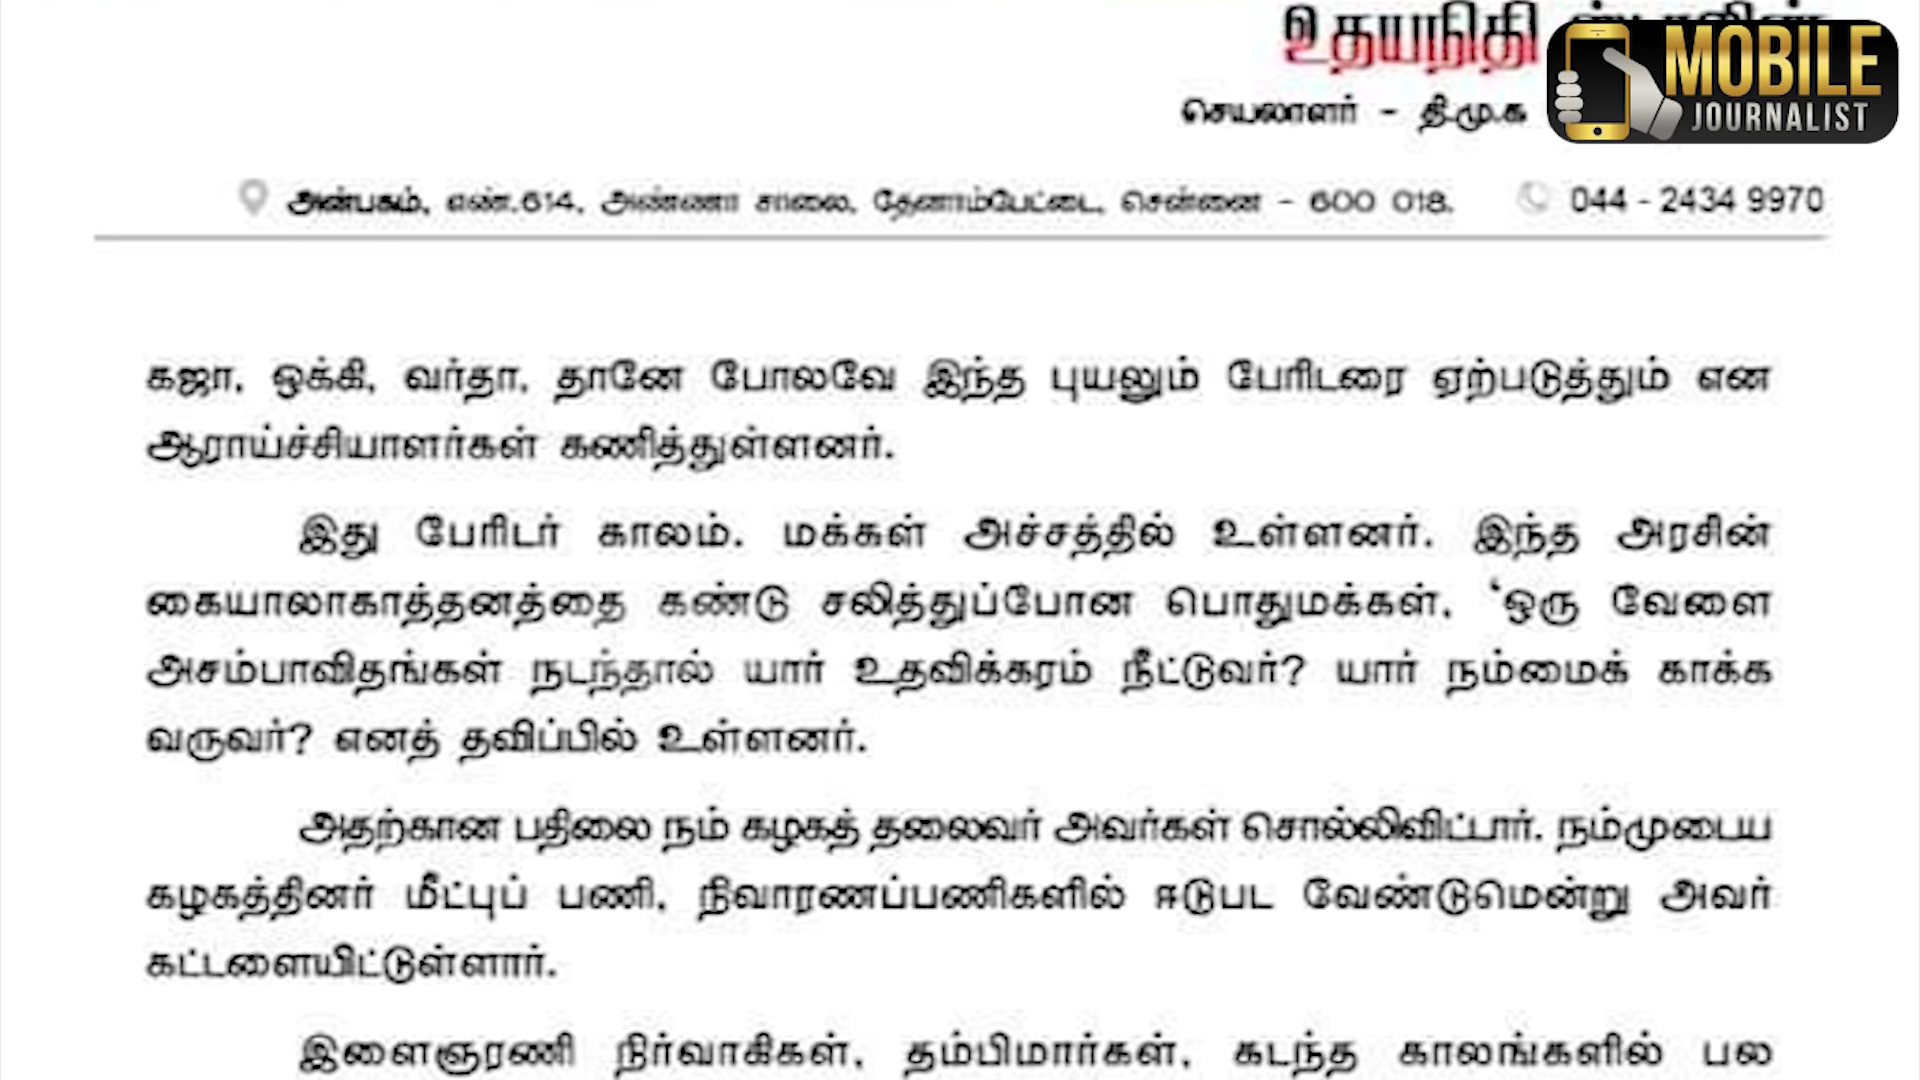 உதயநிதி
செயலாளர் - தி.மு.க
MOBILE
JOURNALIST
அன்பகம், எண்.614, அண்ணா சாலை, தேனாம்பேட்டை, சென்னை - 600 018. 044 - 2434 9970
கஜா, ஒக்கி, வர்தா, தானே போலவே இந்த புயலும் பேரிடரை ஏற்படுத்தும் என
ஆராய்ச்சியாளர்கள் கணித்துள்ளனர்.
இது பேரிடர் காலம். மக்கள் அச்சத்தில் உள்ளனர். இந்த அரசின்
கையாலாகாத்தனத்தை கண்டு சலித்துப்போன பொதுமக்கள், ‘ஒரு வேளை
அசம்பாவிதங்கள் நடந்தால் யார் உதவிக்கரம் நீட்டுவர்? யார் நம்மைக் காக்க
வருவர்? எனத் தவிப்பில் உள்ளனர்.
அதற்கான பதிலை நம் கழகத் தலைவர் அவர்கள் சொல்லிவிட்டார். நம்முடைய
கழகத்தினர் மீட்புப் பணி, நிவாரணப்பணிகளில் ஈடுபட வேண்டுமென்று அவர்
கட்டளையிட்டுள்ளார்.
இளைஞரணி நிர்வாகிகள், தம்பிமார்கள், கடந்த காலங்களில் பல